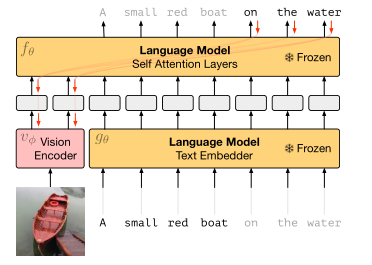 A small red boat on the water
fθ
Language Model
Self Attention Layers
❄ Frozen
vϕ Vision
Encoder
gθ
Language Model
Text Embedder
❄ Frozen
A small red boat on the water